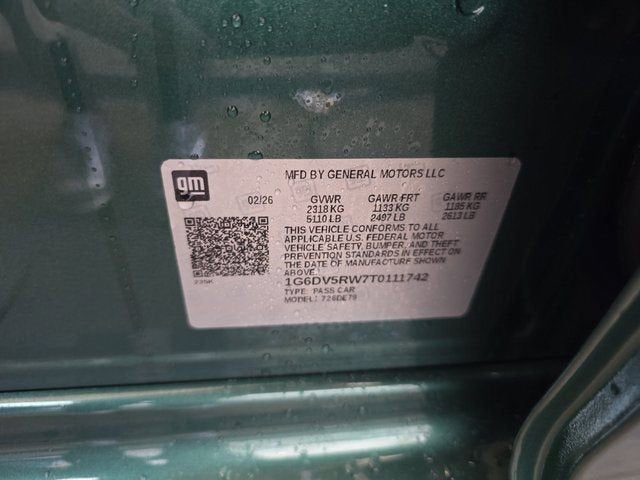 gm
MFD BY GENERAL MOTORS LLC
02/26 GVWR GAWR FRT GAWR RR
2318 KG 1133 KG 1185 KG
5110 LB 2497 LB 2613 LB
THIS VEHICLE CONFORMS TO ALL
APPLICABLE U.S. FEDERAL MOTOR
VEHICLE SAFETY, BUMPER, AND THEFT
PREVENTION STANDARDS IN EFFECT ON
THE DATE OF MANUFACTURE SHOWN
ABOVE.
1G6DV5RW7T0111742
TYPE: PASS CAR
MODEL: 726DE79